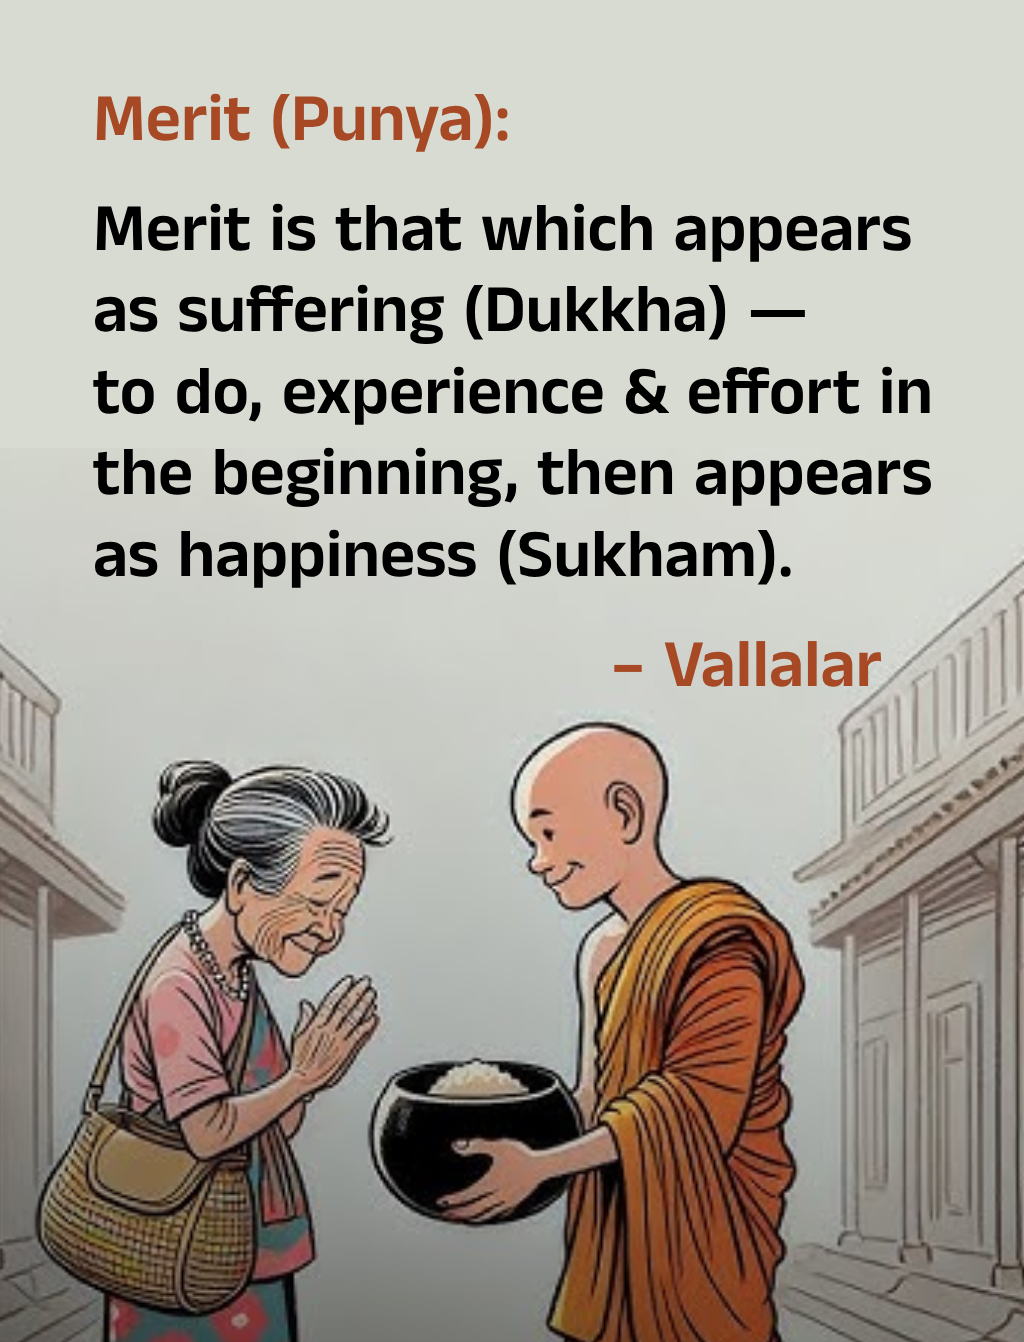 Merit (Punya):
Merit is that which appears
as suffering (Dukkha) —
to do, experience & effort in
the beginning, then appears
as happiness (Sukham).
– Vallalar